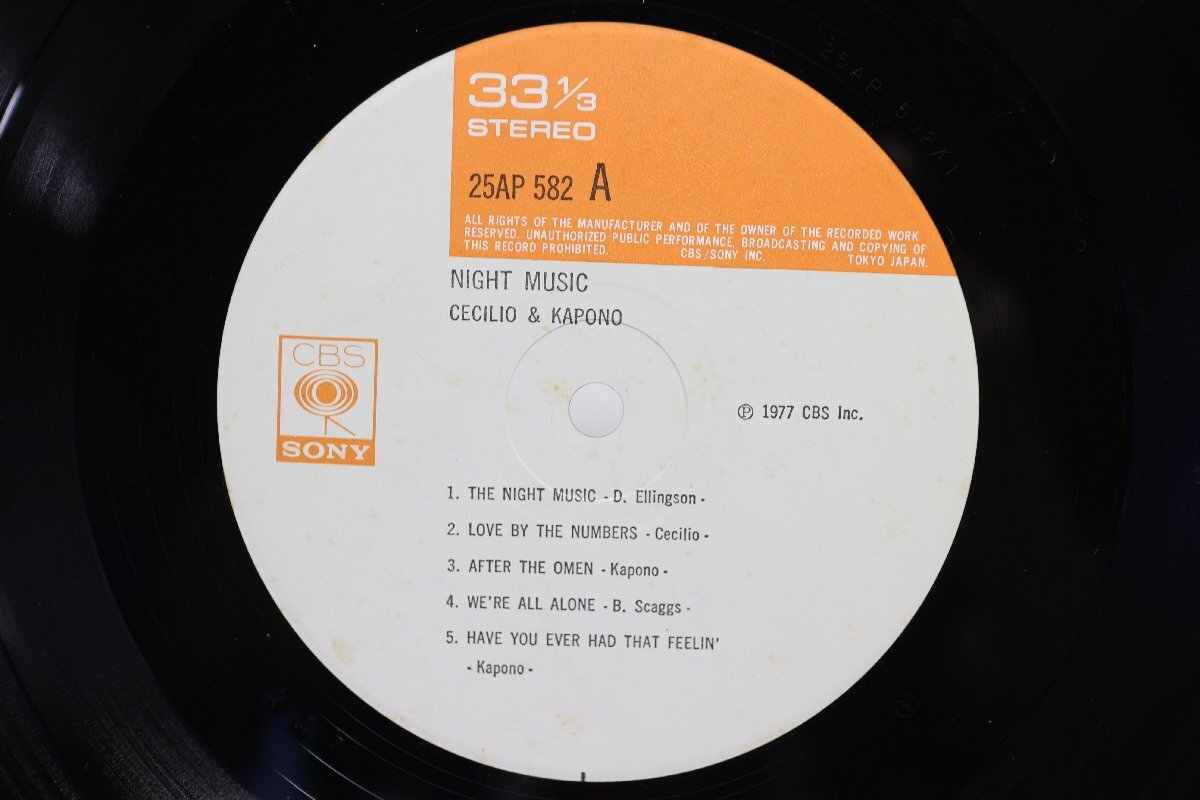 33 1/3
STEREO
25AP 582 A
ALL RIGHTS OF THE MANUFACTURER AND OF THE OWNER OF THE RECORDED WORK
RESERVED. UNAUTHORIZED PUBLIC PERFORMANCE, BROADCASTING AND COPYING OF
THIS RECORD PROHIBITED. CBS/SONY INC. TOKYO JAPAN.
NIGHT MUSIC
CECILIO & KAPONO
CBS
SONY
℗ 1977 CBS Inc.
1. THE NIGHT MUSIC - D. Ellingson -
2. LOVE BY THE NUMBERS - Cecilio -
3. AFTER THE OMEN - Kapono -
4. WE'RE ALL ALONE - B. Scaggs -
5. HAVE YOU EVER HAD THAT FEELIN'
- Kapono -